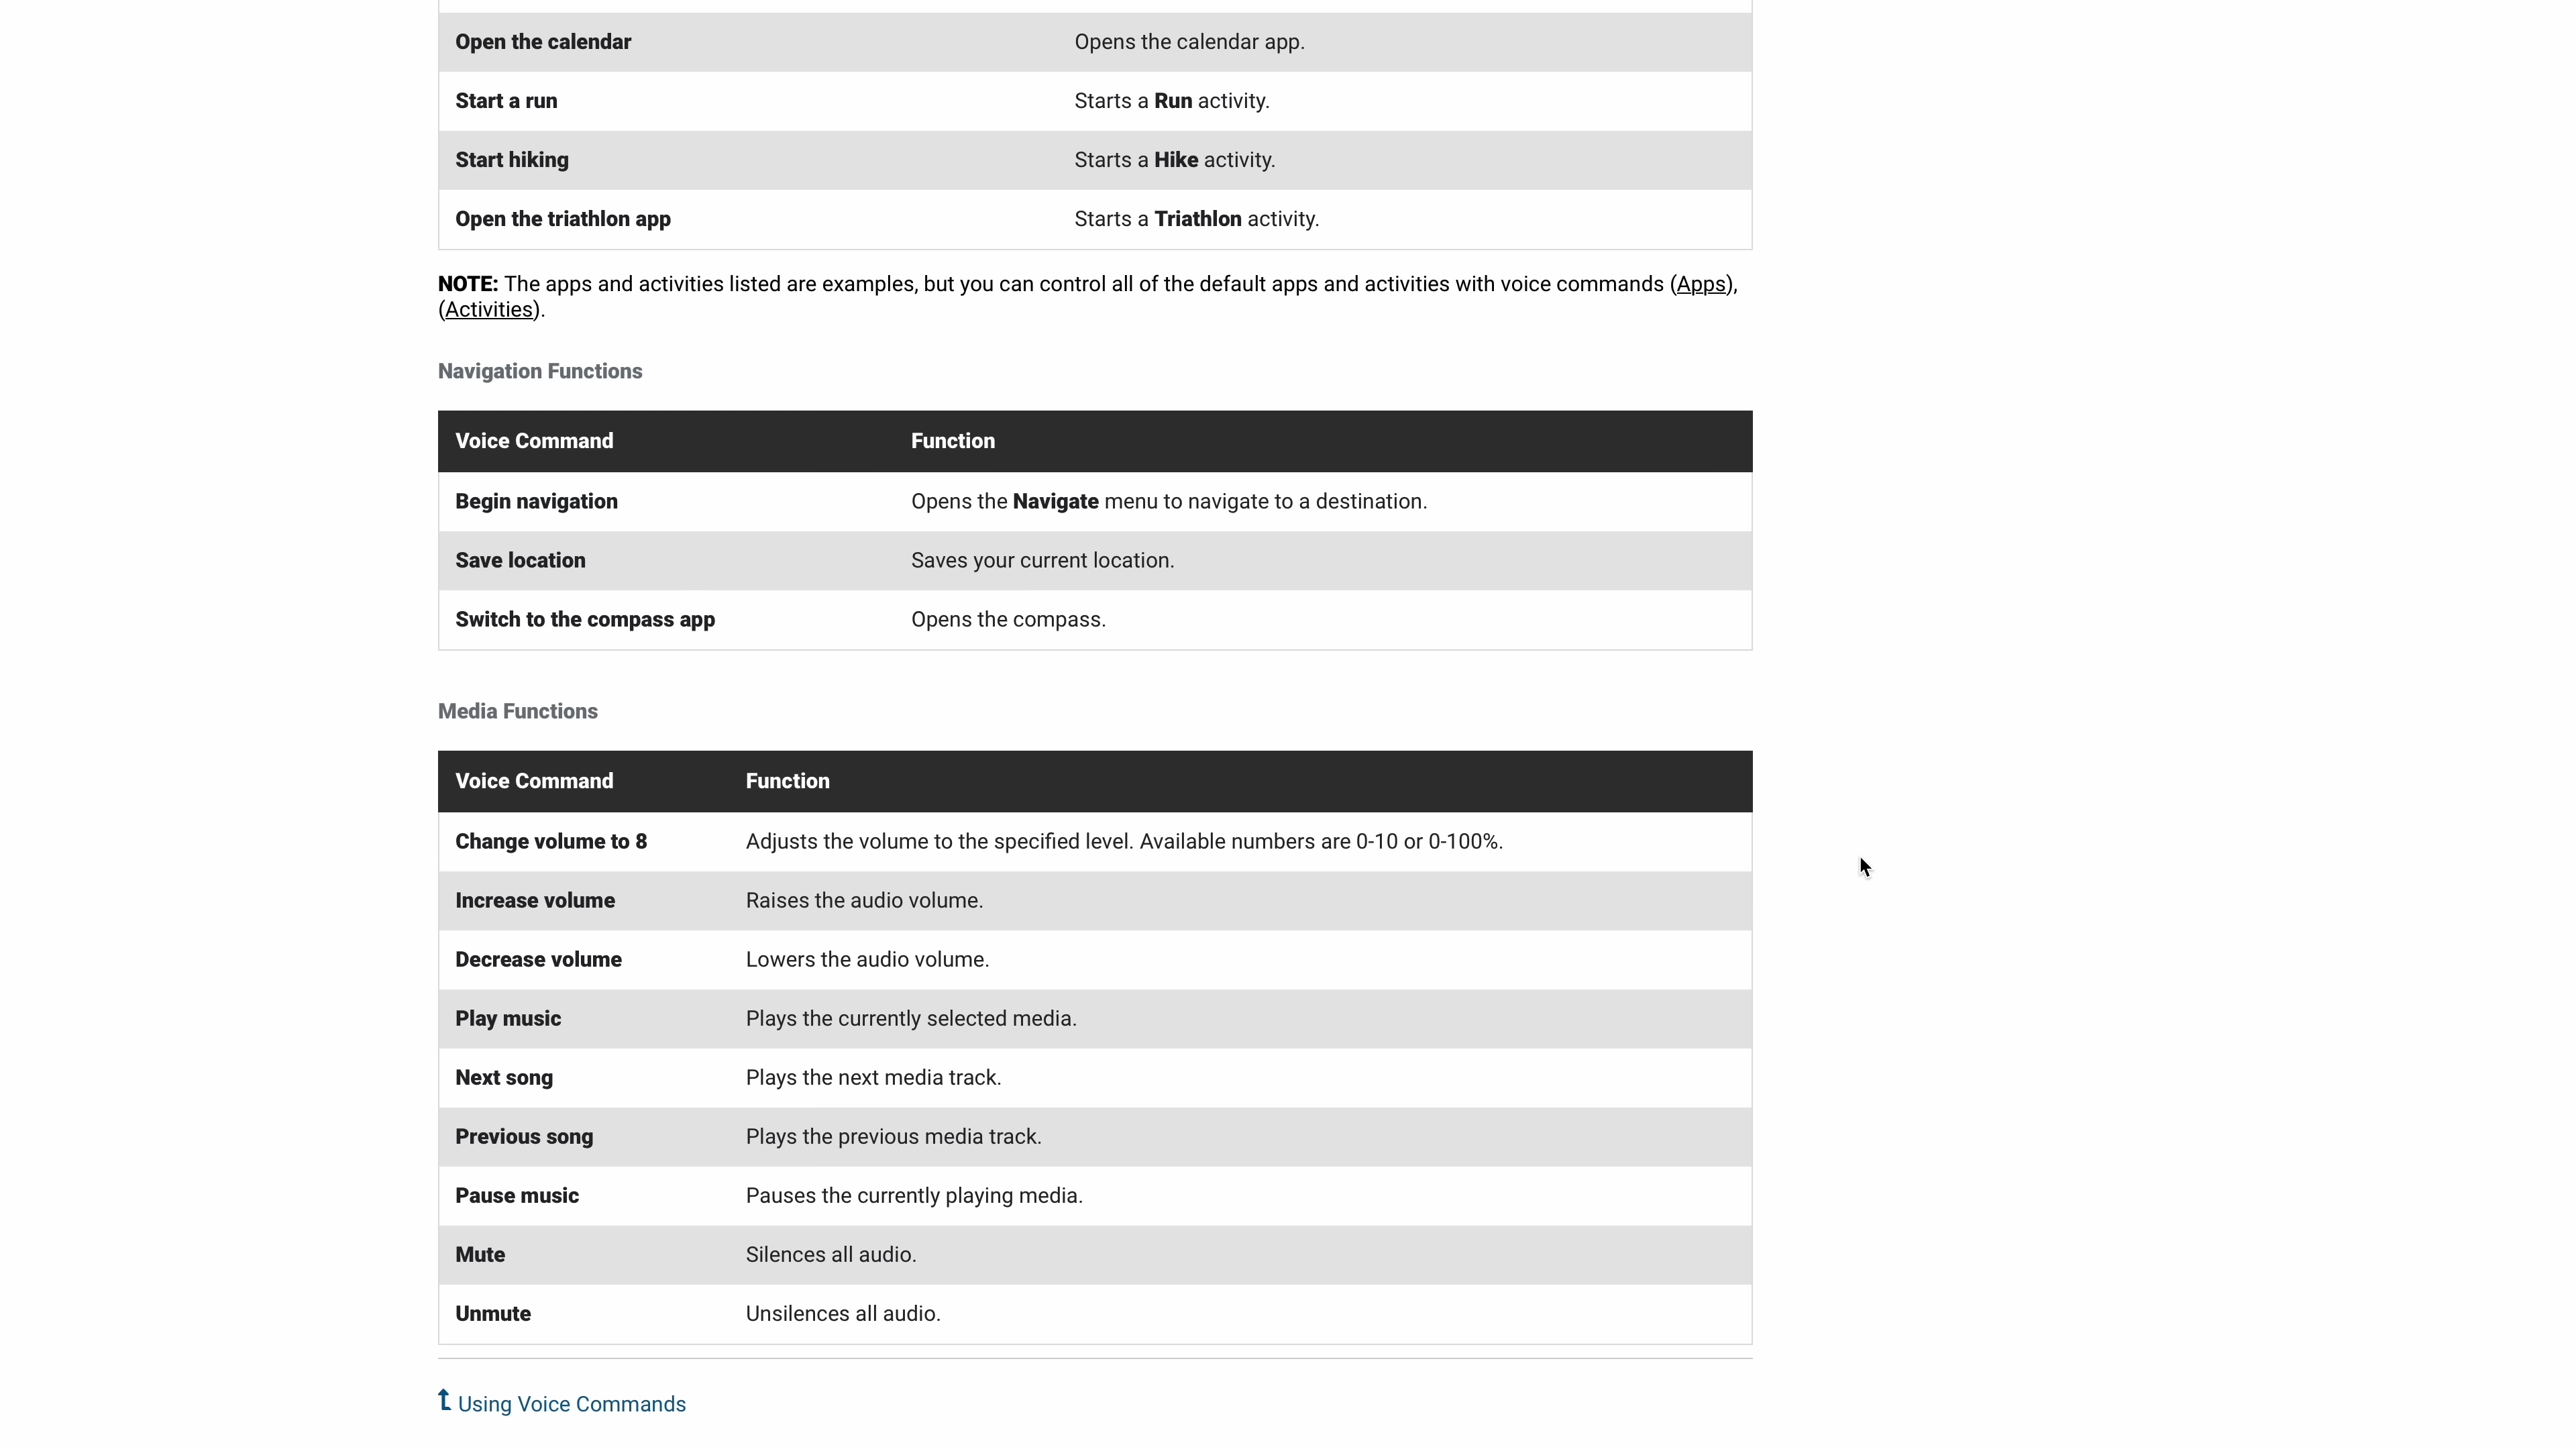 Open the calendar Opens the calendar app.
Start a run Starts a Run activity.
Start hiking Starts a Hike activity.
Open the triathlon app Starts a Triathlon activity.
NOTE: The apps and activities listed are examples, but you can control all of the default apps and activities with voice commands (Apps),
(Activities).
Navigation Functions
Voice Command Function
Begin navigation Opens the Navigate menu to navigate to a destination.
Save location Saves your current location.
Switch to the compass app Opens the compass.
Media Functions
Voice Command Function
Change volume to 8 Adjusts the volume to the specified level. Available numbers are 0-10 or 0-100%.
Increase volume Raises the audio volume.
Decrease volume Lowers the audio volume.
Play music Plays the currently selected media.
Next song Plays the next media track.
Previous song Plays the previous media track.
Pause music Pauses the currently playing media.
Mute Silences all audio.
Unmute Unsilences all audio.
Using Voice Commands